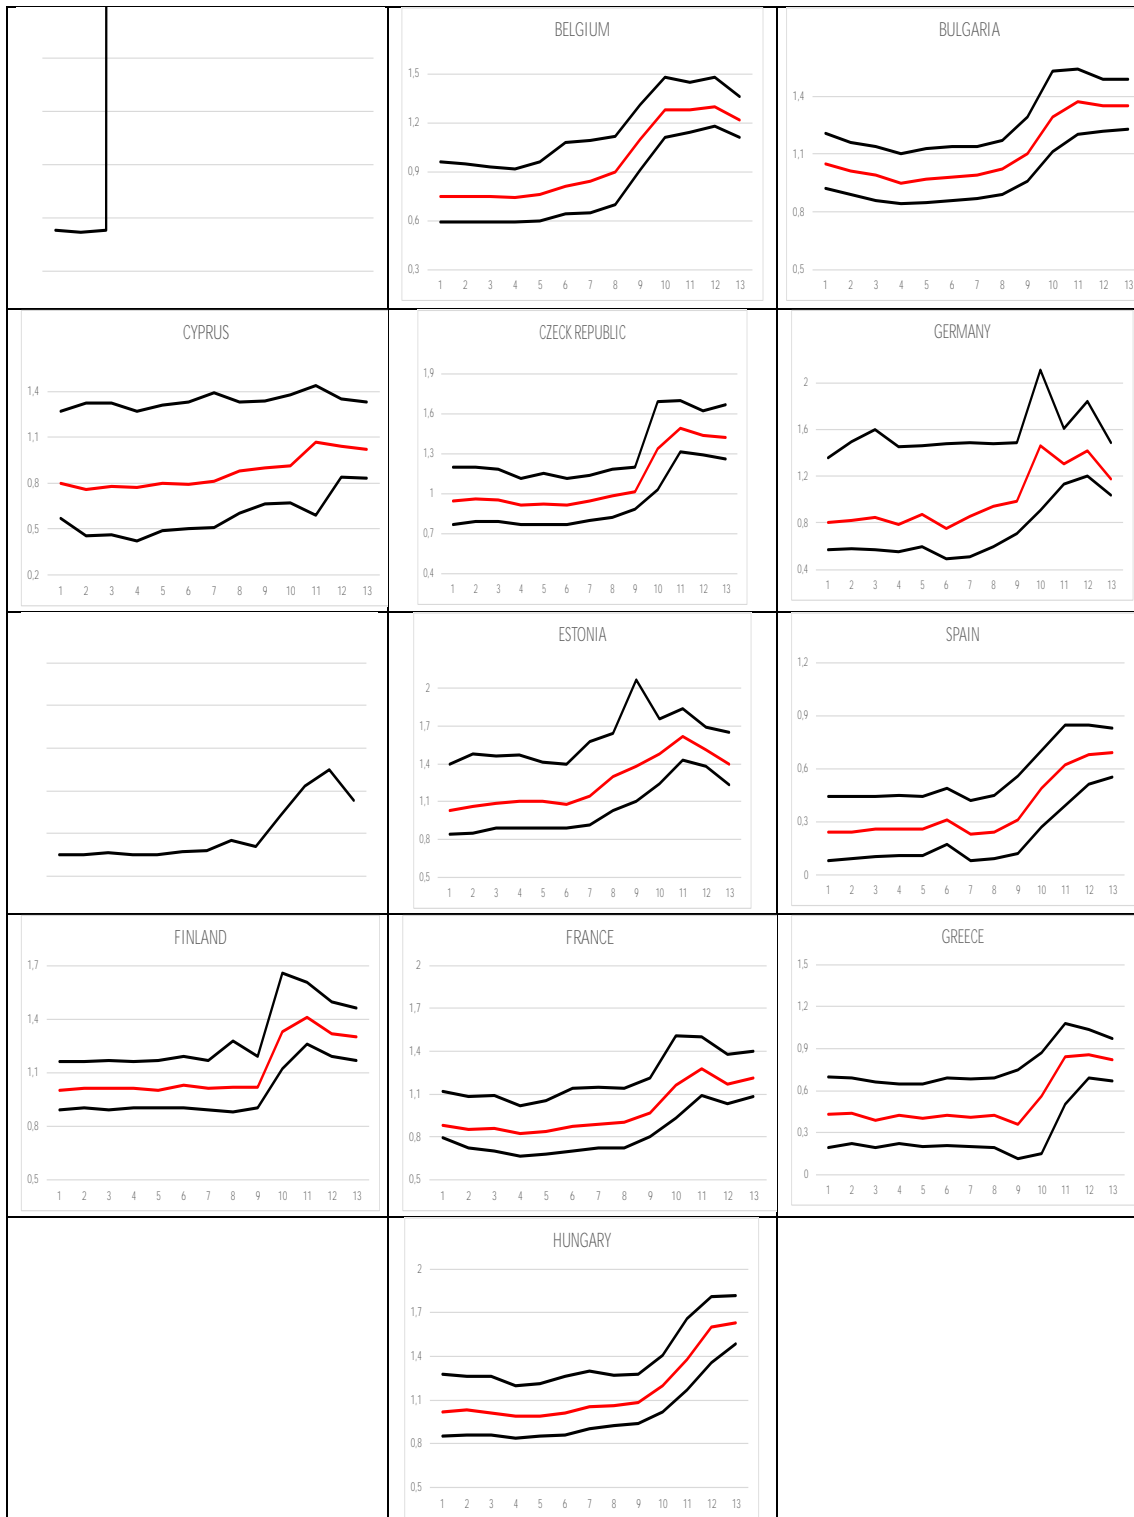 BELGIUM
1,5
1,2
0,9
0,6
0,3
1 2 3 4 5 6 7 8 9 10 11 12 13
BULGARIA
1,4
1,1
0,8
0,5
1 2 3 4 5 6 7 8 9 10 11 12 13
CYPRUS
1,4
1,1
0,8
0,5
0,2
1 2 3 4 5 6 7 8 9 10 11 12 13
CZECK REPUBLIC
1,9
1,6
1,3
1
0,7
0,4
1 2 3 4 5 6 7 8 9 10 11 12 13
GERMANY
2
1,6
1,2
0,8
0,4
1 2 3 4 5 6 7 8 9 10 11 12 13
ESTONIA
2
1,7
1,4
1,1
0,8
0,5
1 2 3 4 5 6 7 8 9 10 11 12 13
SPAIN
1,2
0,9
0,6
0,3
0
1 2 3 4 5 6 7 8 9 10 11 12 13
FINLAND
1,7
1,4
1,1
0,8
0,5
1 2 3 4 5 6 7 8 9 10 11 12 13
FRANCE
2
1,7
1,4
1,1
0,8
0,5
1 2 3 4 5 6 7 8 9 10 11 12 13
GREECE
1,5
1,2
0,9
0,6
0,3
0
1 2 3 4 5 6 7 8 9 10 11 12 13
HUNGARY
2
1,7
1,4
1,1
0,8
0,5
1 2 3 4 5 6 7 8 9 10 11 12 13